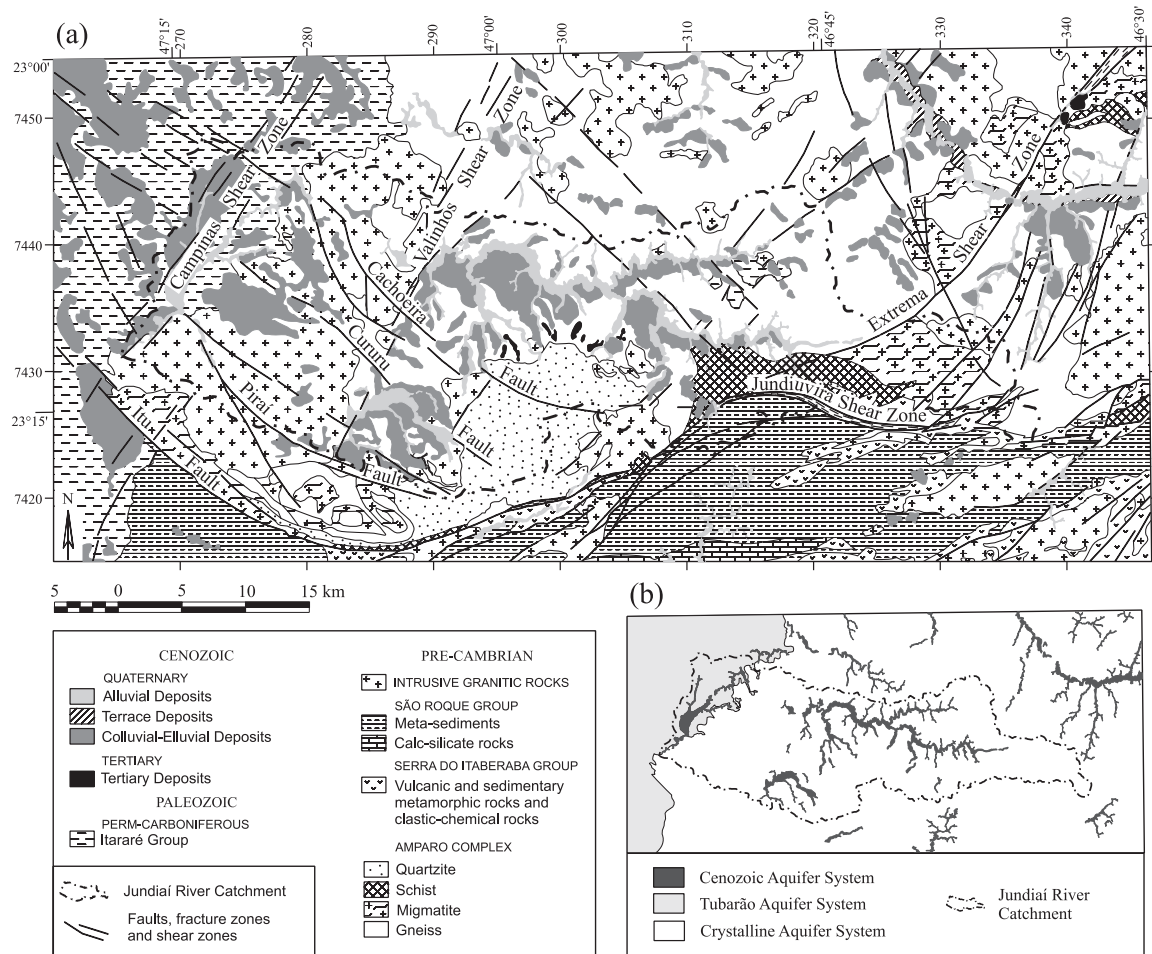 (a)
47°15'
270
280
290
47°00'
300
310
320
46°45'
330
340
46°30'
23°00'
7450
7440
7430
23°15'
7420
N
Campinas Shear Zone
Valinhos Shear Zone
Cachoeira Fault
Cururu Fault
Piraí Fault
Itu Fault
Extrema Shear Zone
Jundiuvira Shear Zone
5 0 5 10 15 km
CENOZOIC
QUATERNARY
Alluvial Deposits
Terrace Deposits
Colluvial-Elluvial Deposits
TERTIARY
Tertiary Deposits
PALEOZOIC
PERM-CARBONIFEROUS
Itararé Group
Jundiaí River Catchment
Faults, fracture zones
and shear zones
PRE-CAMBRIAN
INTRUSIVE GRANITIC ROCKS
SÃO ROQUE GROUP
Meta-sediments
Calc-silicate rocks
SERRA DO ITABERABA GROUP
Vulcanic and sedimentary
metamorphic rocks and
clastic-chemical rocks
AMPARO COMPLEX
Quartzite
Schist
Migmatite
Gneiss
(b)
Cenozoic Aquifer System
Tubarão Aquifer System
Crystalline Aquifer System
Jundiaí River
Catchment